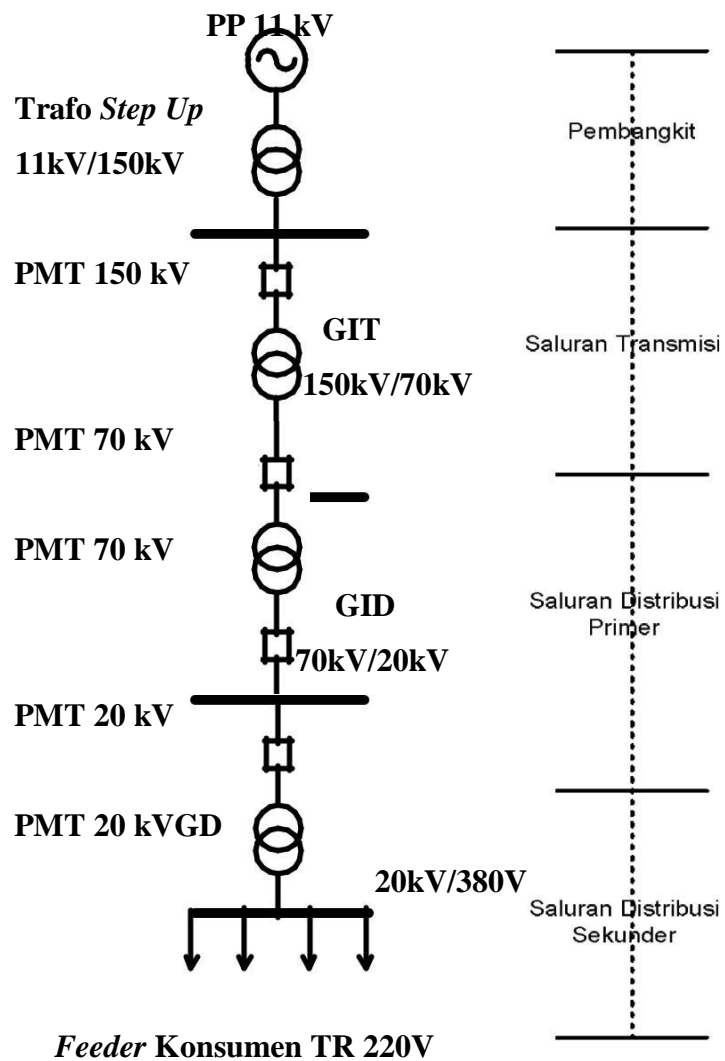 PP 11 kV
Trafo Step Up
11kV/150kV
Pembangkit
PMT 150 kV
GIT
150kV/70kV
Saluran Transmisi
PMT 70 kV
PMT 70 kV
GID
70kV/20kV
Saluran Distribusi
Primer
PMT 20 kV
PMT 20 kVGD
20kV/380V
Saluran Distribusi
Sekunder
Feeder Konsumen TR 220V